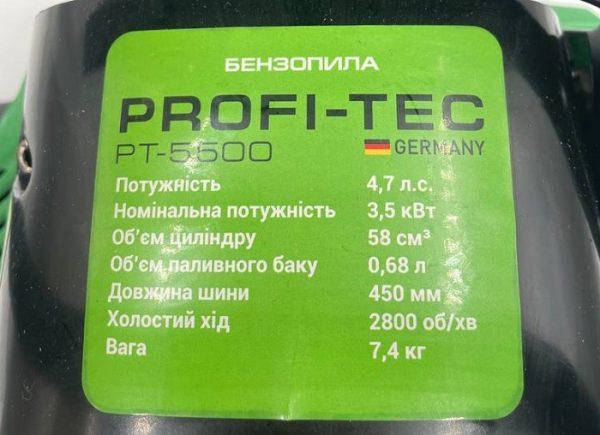 БЕНЗОПИЛА
PROFI-TEC
PT-5500 GERMANY
Потужність 4,7 л.с.
Номінальна потужність 3,5 кВт
Об’єм циліндру 58 см³
Об’єм паливного баку 0,68 л
Довжина шини 450 мм
Холостий хід 2800 об/хв
Вага 7,4 кг